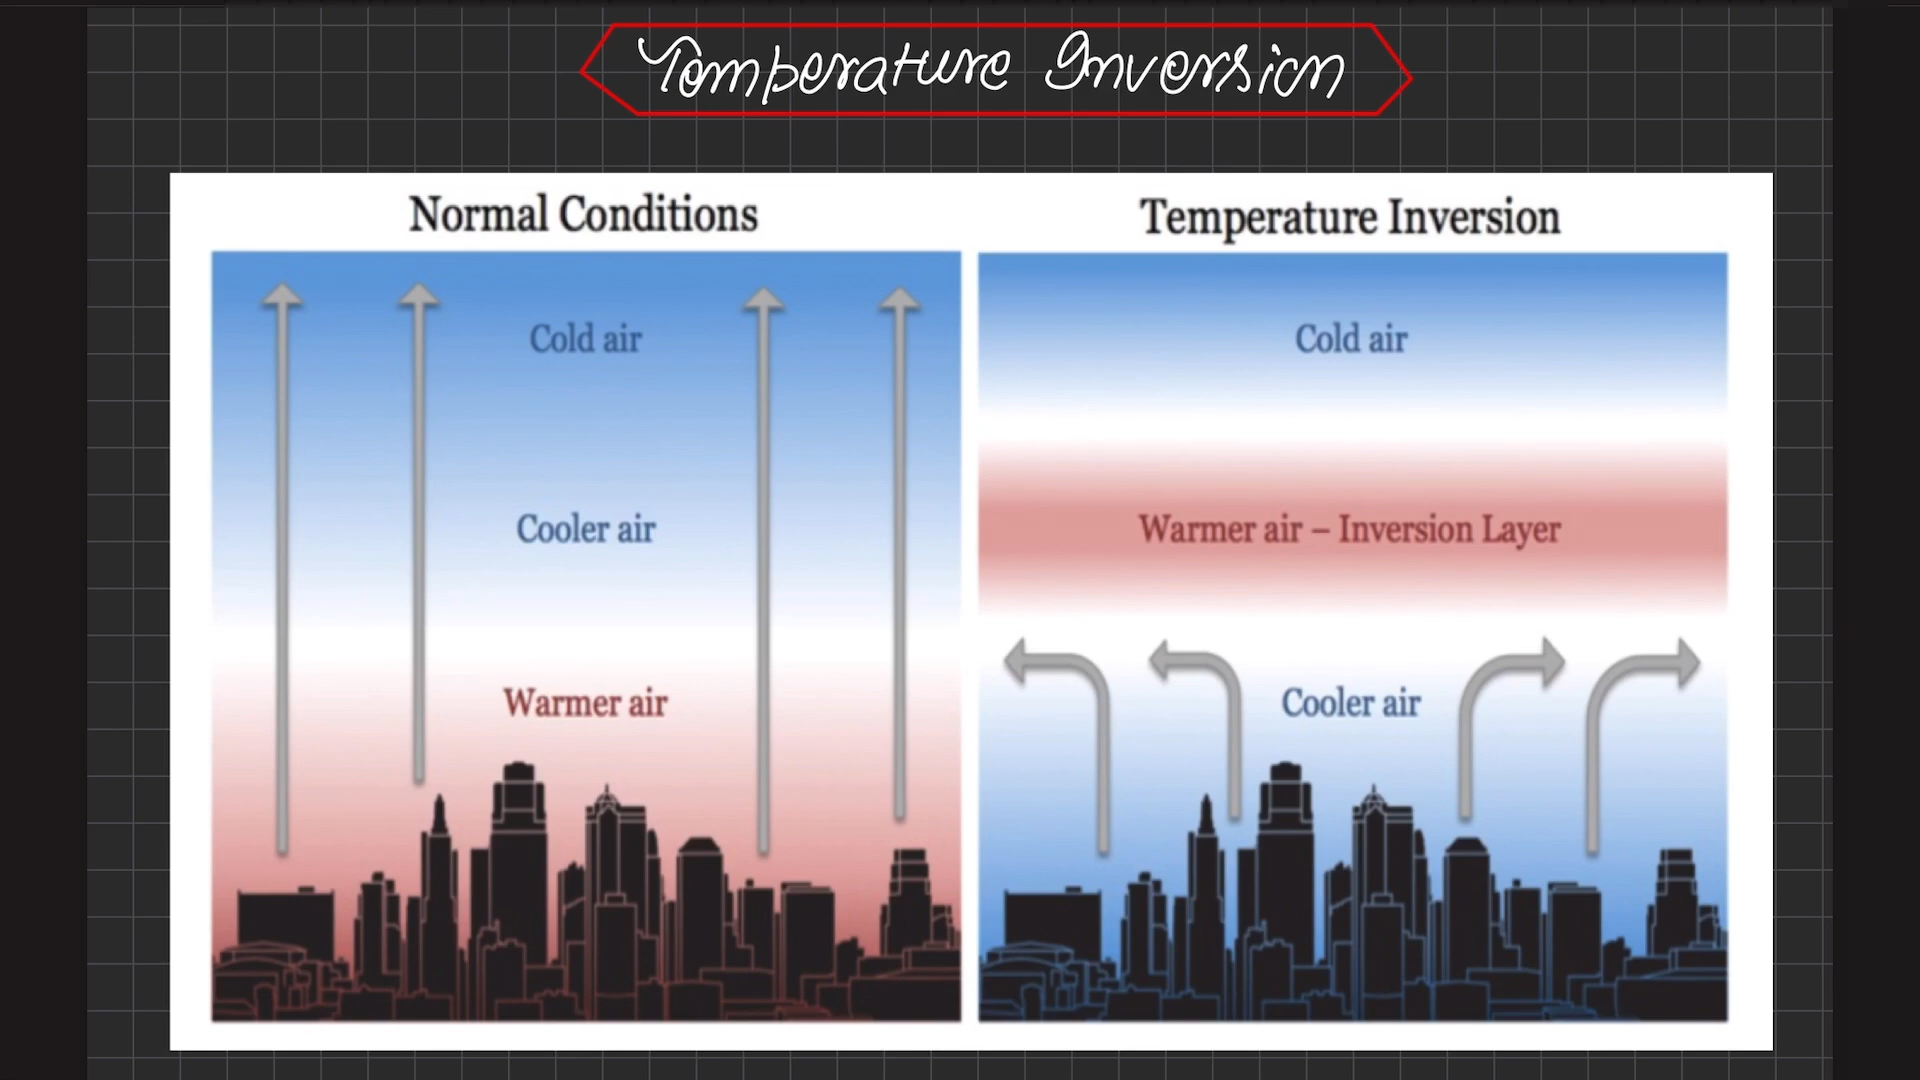 Temperature Inversion
Normal Conditions
Cold air
Cooler air
Warmer air
Temperature Inversion
Cold air
Warmer air – Inversion Layer
Cooler air